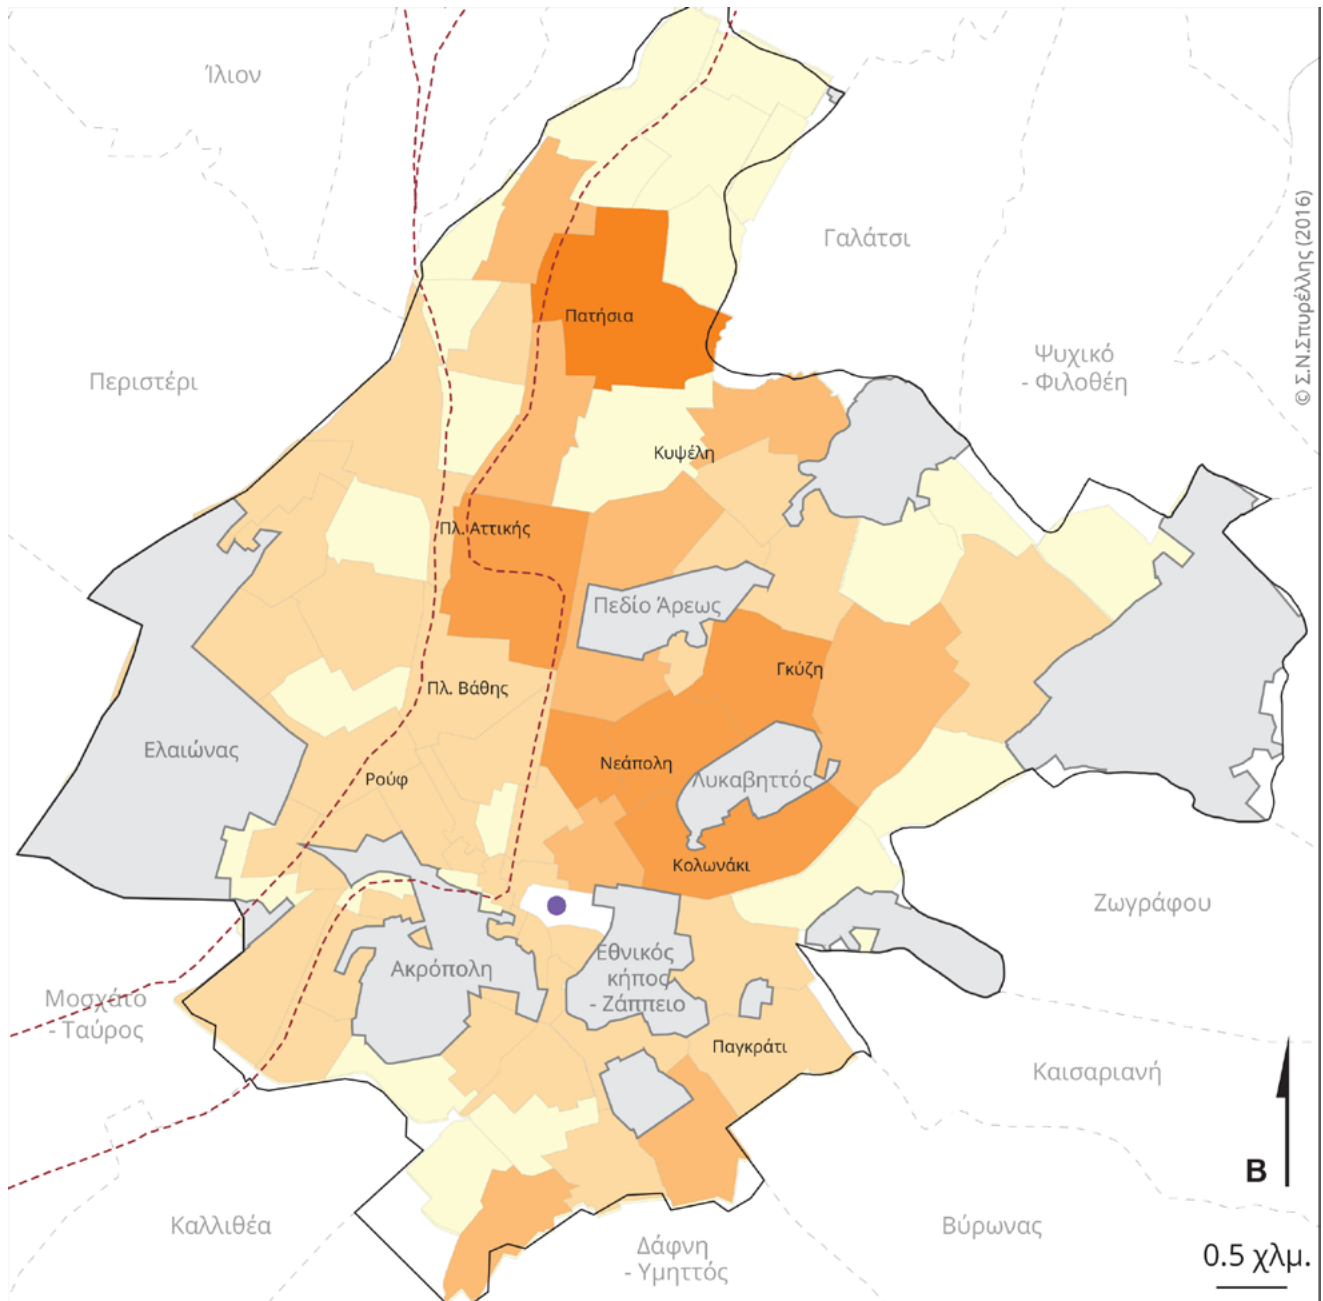 Ίλιον
© Σ.Ν.Σπυρέλλης (2016)
Γαλάτσι
Πατήσια
Ψυχικό
- Φιλοθέη
Περιστέρι
Κυψέλη
Πλ. Αττικής
Πεδίο Άρεως
Γκύζη
Πλ. Βάθης
Ελαιώνας
Νεάπολη
Ρούφ
Λυκαβηττός
Κολωνάκι
Ζωγράφου
Ακρόπολη
Εθνικός
κήπος
- Ζάππειο
Μοσχάτο
- Ταύρος
Παγκράτι
Καισαριανή
Β
Καλλιθέα
Βύρωνας
Δάφνη
- Υμηττός
0.5 χλμ.